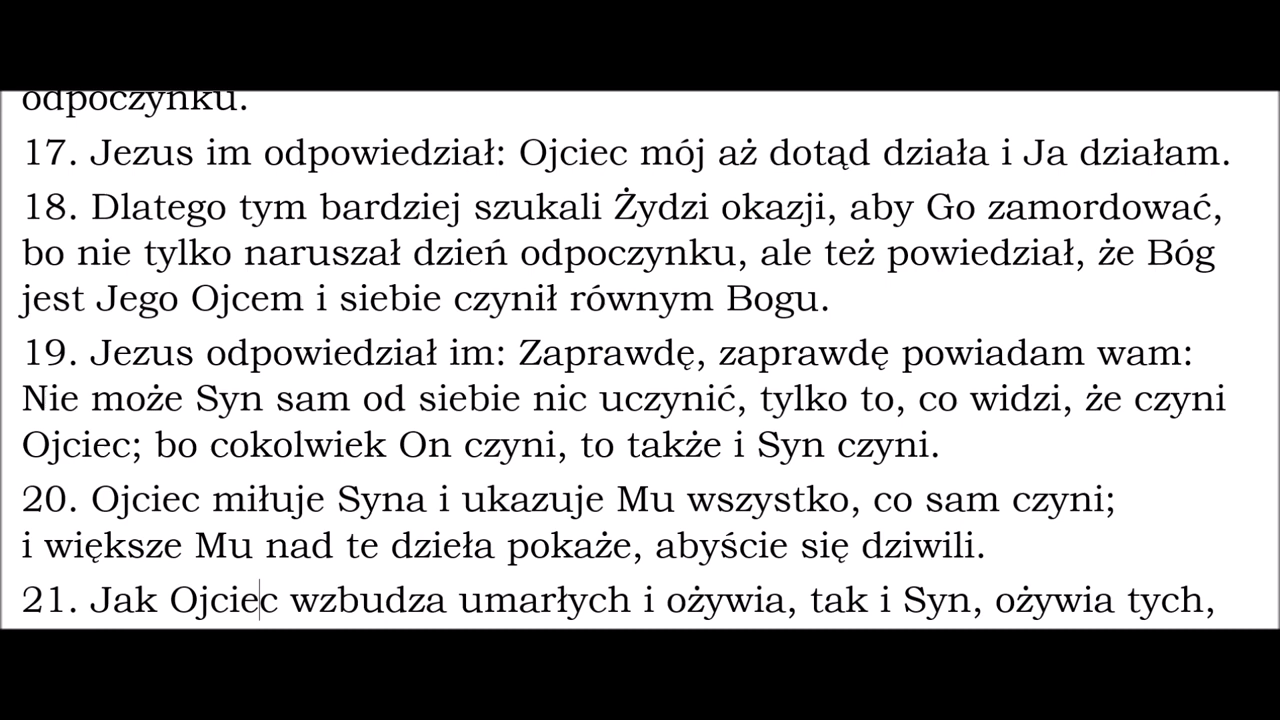 odpoczynku.
17. Jezus im odpowiedział: Ojciec mój aż dotąd działa i Ja działam.
18. Dlatego tym bardziej szukali Żydzi okazji, aby Go zamordować,
bo nie tylko naruszał dzień odpoczynku, ale też powiedział, że Bóg
jest Jego Ojcem i siebie czynił równym Bogu.
19. Jezus odpowiedział im: Zaprawdę, zaprawdę powiadam wam:
Nie może Syn sam od siebie nic uczynić, tylko to, co widzi, że czyni
Ojciec; bo cokolwiek On czyni, to także i Syn czyni.
20. Ojciec miłuje Syna i ukazuje Mu wszystko, co sam czyni;
i większe Mu nad te dzieła pokaże, abyście się dziwili.
21. Jak Ojciec wzbudza umarłych i ożywia, tak i Syn, ożywia tych,